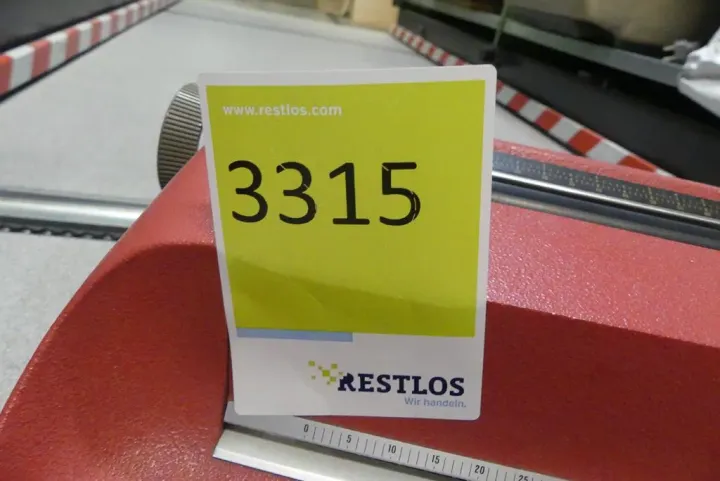 www.restlos.com
3315
RESTLOS
Wir handeln.
0 5 10 15 20 25